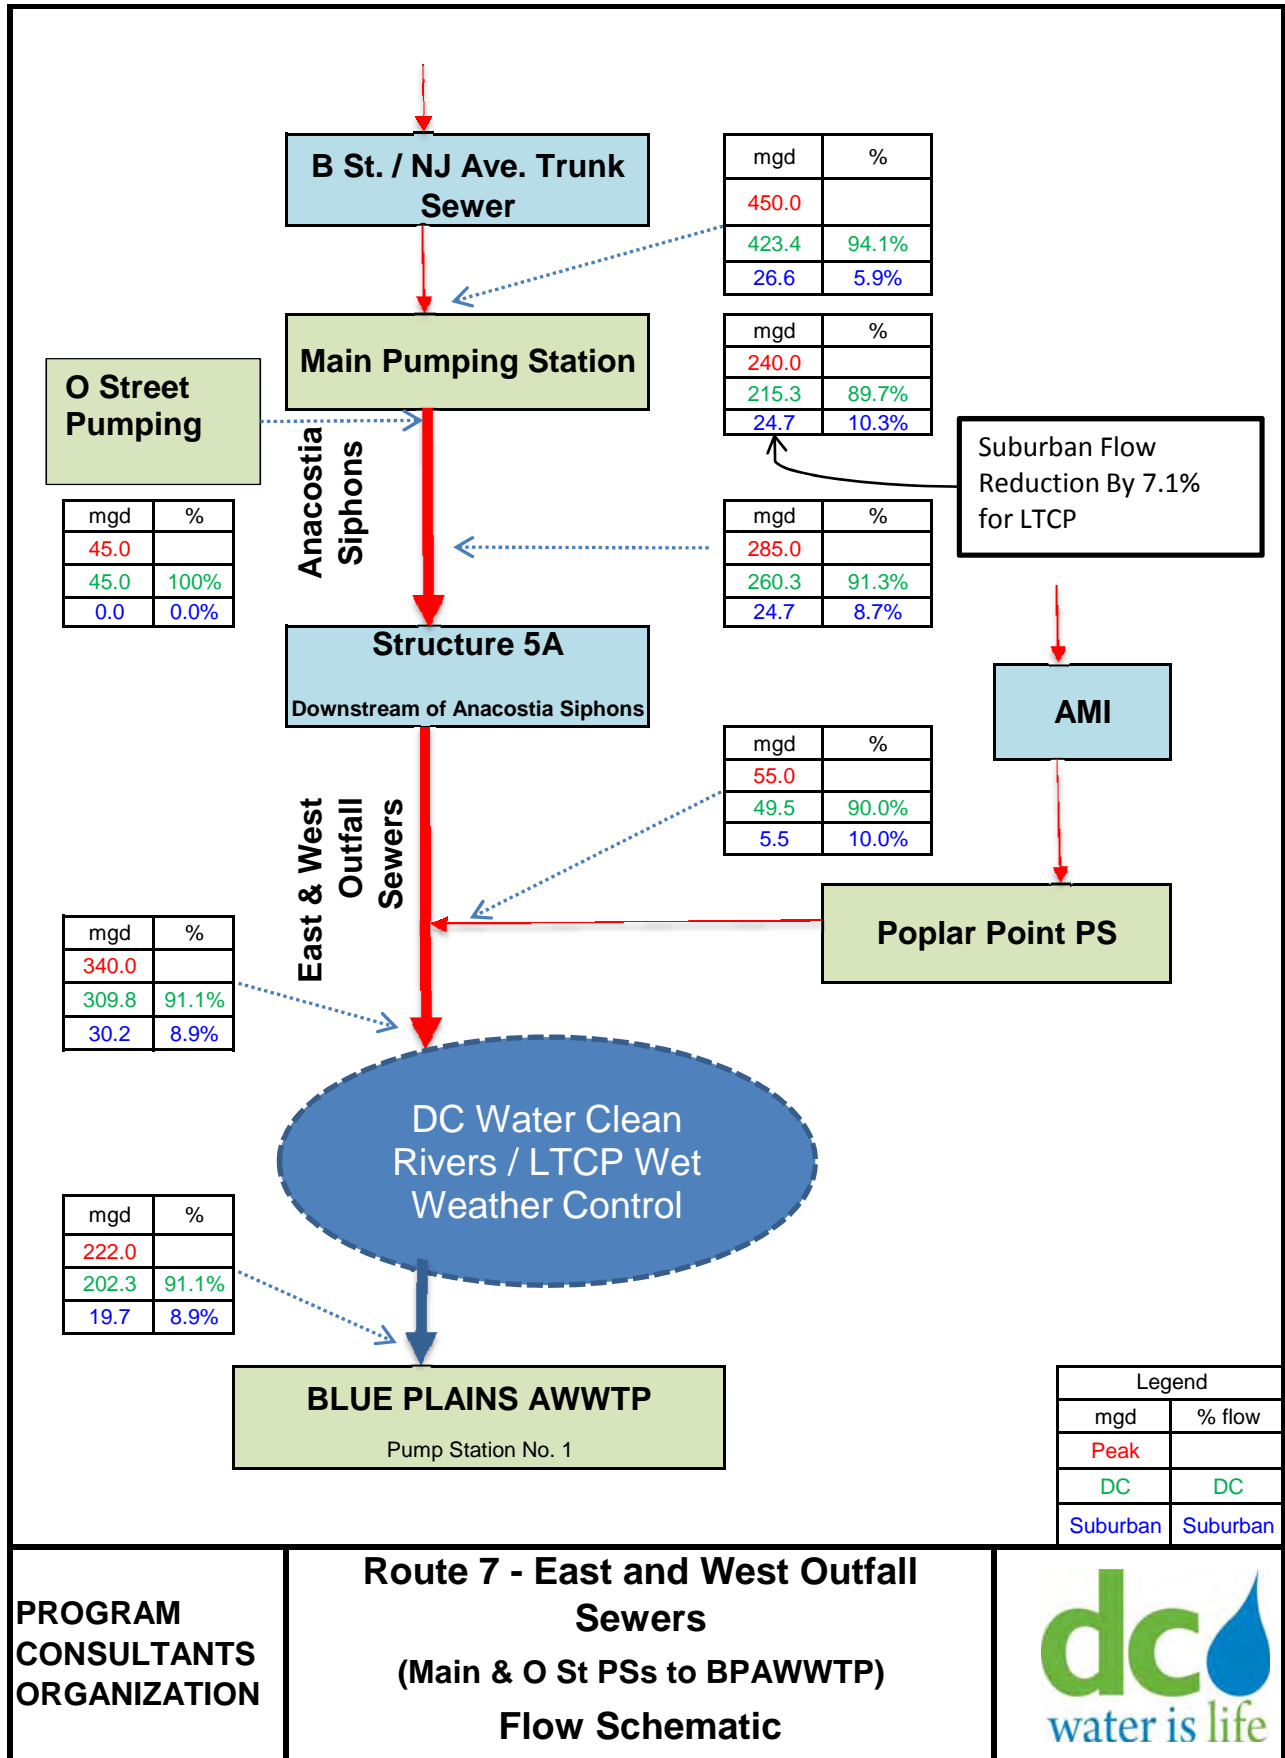 B St. / NJ Ave. Trunk
Sewer
mgd %
450.0
423.4 94.1%
26.6 5.9%
Main Pumping Station
mgd %
240.0
215.3 89.7%
24.7 10.3%
O Street
Pumping
Suburban Flow
Reduction By 7.1%
for LTCP
Anacostia
Siphons
mgd %
45.0
45.0 100%
0.0 0.0%
mgd %
285.0
260.3 91.3%
24.7 8.7%
Structure 5A
Downstream of Anacostia Siphons
AMI
mgd %
55.0
49.5 90.0%
5.5 10.0%
East & West
Outfall
Sewers
Poplar Point PS
mgd %
340.0
309.8 91.1%
30.2 8.9%
DC Water Clean
Rivers / LTCP Wet
Weather Control
mgd %
222.0
202.3 91.1%
19.7 8.9%
BLUE PLAINS AWWTP
Pump Station No. 1
Legend
mgd % flow
Peak
DC DC
Suburban Suburban
PROGRAM
CONSULTANTS
ORGANIZATION
Route 7 - East and West Outfall
Sewers
(Main & O St PSs to BPAWWTP)
Flow Schematic
dc
water is life